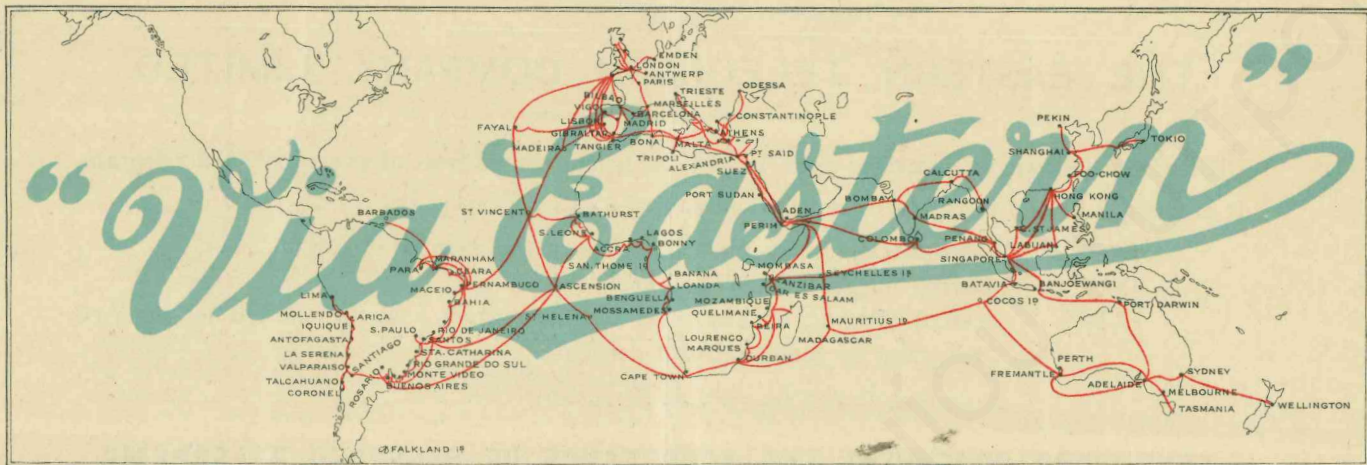 “Via Eastern”
EMDEN
LONDON
ANTWERP
PARIS
BILBAO
VIGO
LISBON
GIBRALTAR
TANGIER
MADRID
BARCELONA
MARSEILLES
TRIESTE
ODESSA
CONSTANTINOPLE
ATHENS
BONA
MALTA
TRIPOLI
ALEXANDRIA
PT SAID
SUEZ
FAYAL
MADEIRA
PORT SUDAN
ADEN
PERIM
ST VINCENT
BATHURST
S. LEONE
ACCRA
LAGOS
BONNY
SAN. THOME ID
ASCENSION
ST HELENA
BANANA
LOANDA
BENGUELLA
MOSSAMEDES
CAPE TOWN
DURBAN
LOURENCO
MARQUES
BEIRA
QUELIMANE
MOZAMBIQUE
DAR ES SALAAM
ZANZIBAR
MOMBASA
SEYCHELLES IS
MAURITIUS ID
MADAGASCAR
BARBADOS
MARANHAM
PARA
CEARA
PERNAMBUCO
MACEIO
BAHIA
RIO DE JANEIRO
S. PAULO
SANTOS
STA. CATHARINA
RIO GRANDE DO SUL
MONTE VIDEO
BUENOS AIRES
ROSARIO
SANTIAGO
LIMA
MOLLENDO
ARICA
IQUIQUE
ANTOFAGASTA
LA SERENA
VALPARAISO
TALCAHUANO
CORONEL
FALKLAND IS
BOMBAY
CALCUTTA
RANGOON
MADRAS
COLOMBO
PENANG
SINGAPORE
BATAVIA
BANJOEWANGI
COCOS ID
LABUAN
C. ST JAMES
MANILA
HONG KONG
FOO-CHOW
SHANGHAI
PEKIN
TOKIO
PORT DARWIN
PERTH
FREMANTLE
ADELAIDE
MELBOURNE
TASMANIA
SYDNEY
WELLINGTON